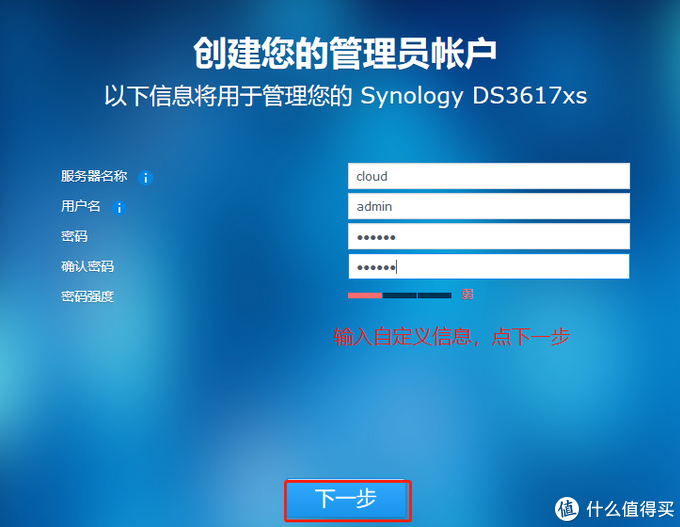 创建您的管理员帐户
以下信息将用于管理您的 Synology DS3617xs
服务器名称 i cloud
用户名 i admin
密码 ••••••
确认密码 ••••••
密码强度 弱
输入自定义信息，点下一步
下一步
值 什么值得买